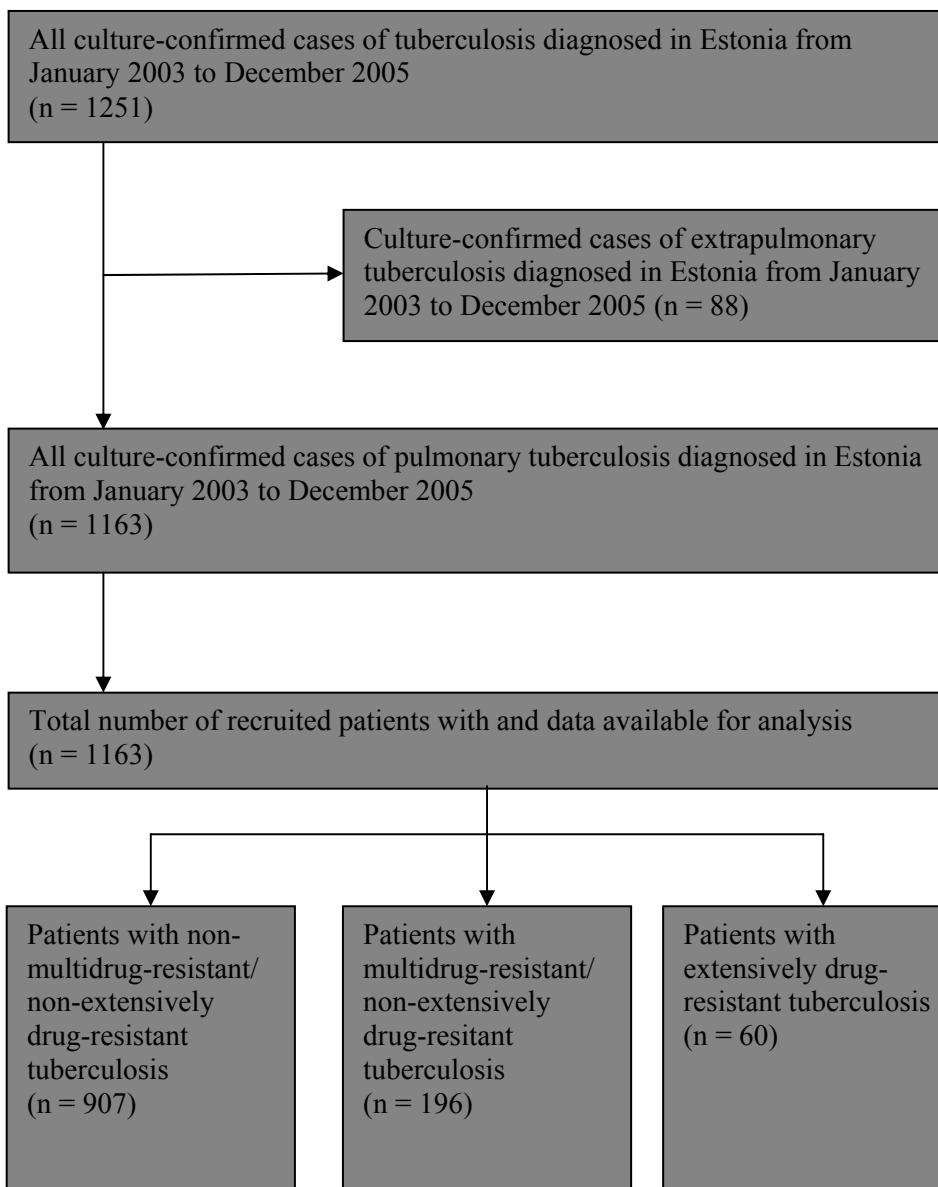 All culture-confirmed cases of tuberculosis diagnosed in Estonia from
January 2003 to December 2005
(n = 1251)
Culture-confirmed cases of extrapulmonary
tuberculosis diagnosed in Estonia from January
2003 to December 2005 (n = 88)
All culture-confirmed cases of pulmonary tuberculosis diagnosed in Estonia
from January 2003 to December 2005
(n = 1163)
Total number of recruited patients with and data available for analysis
(n = 1163)
Patients with non-
multidrug-resistant/
non-extensively
drug-resistant
tuberculosis
(n = 907)
Patients with
multidrug-resistant/
non-extensively
drug-resitant
tuberculosis
(n = 196)
Patients with
extensively drug-
resistant tuberculosis
(n = 60)